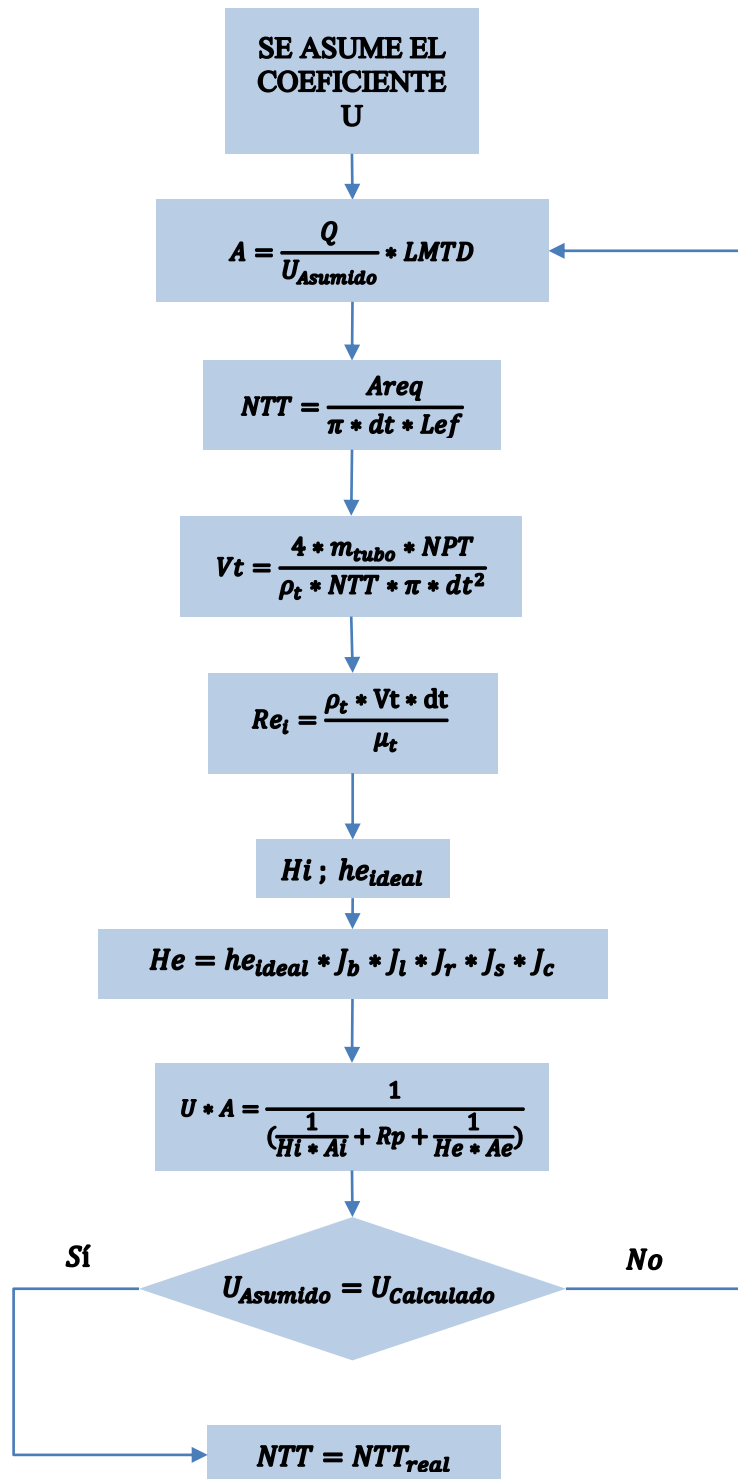 SE ASUME EL
COEFICIENTE
U
A = Q / U_Asumido * LMTD
NTT = Areq / π * dt * Lef
Vt = 4 * m_tubo * NPT / ρ_t * NTT * π * dt²
Re_i = ρ_t * Vt * dt / μ_t
Hi ; he_ideal
He = he_ideal * J_b * J_l * J_r * J_s * J_c
U * A = 1 / (1 / Hi * Ai + Rp + 1 / He * Ae)
Sí
No
U_Asumido = U_Calculado
NTT = NTT_real